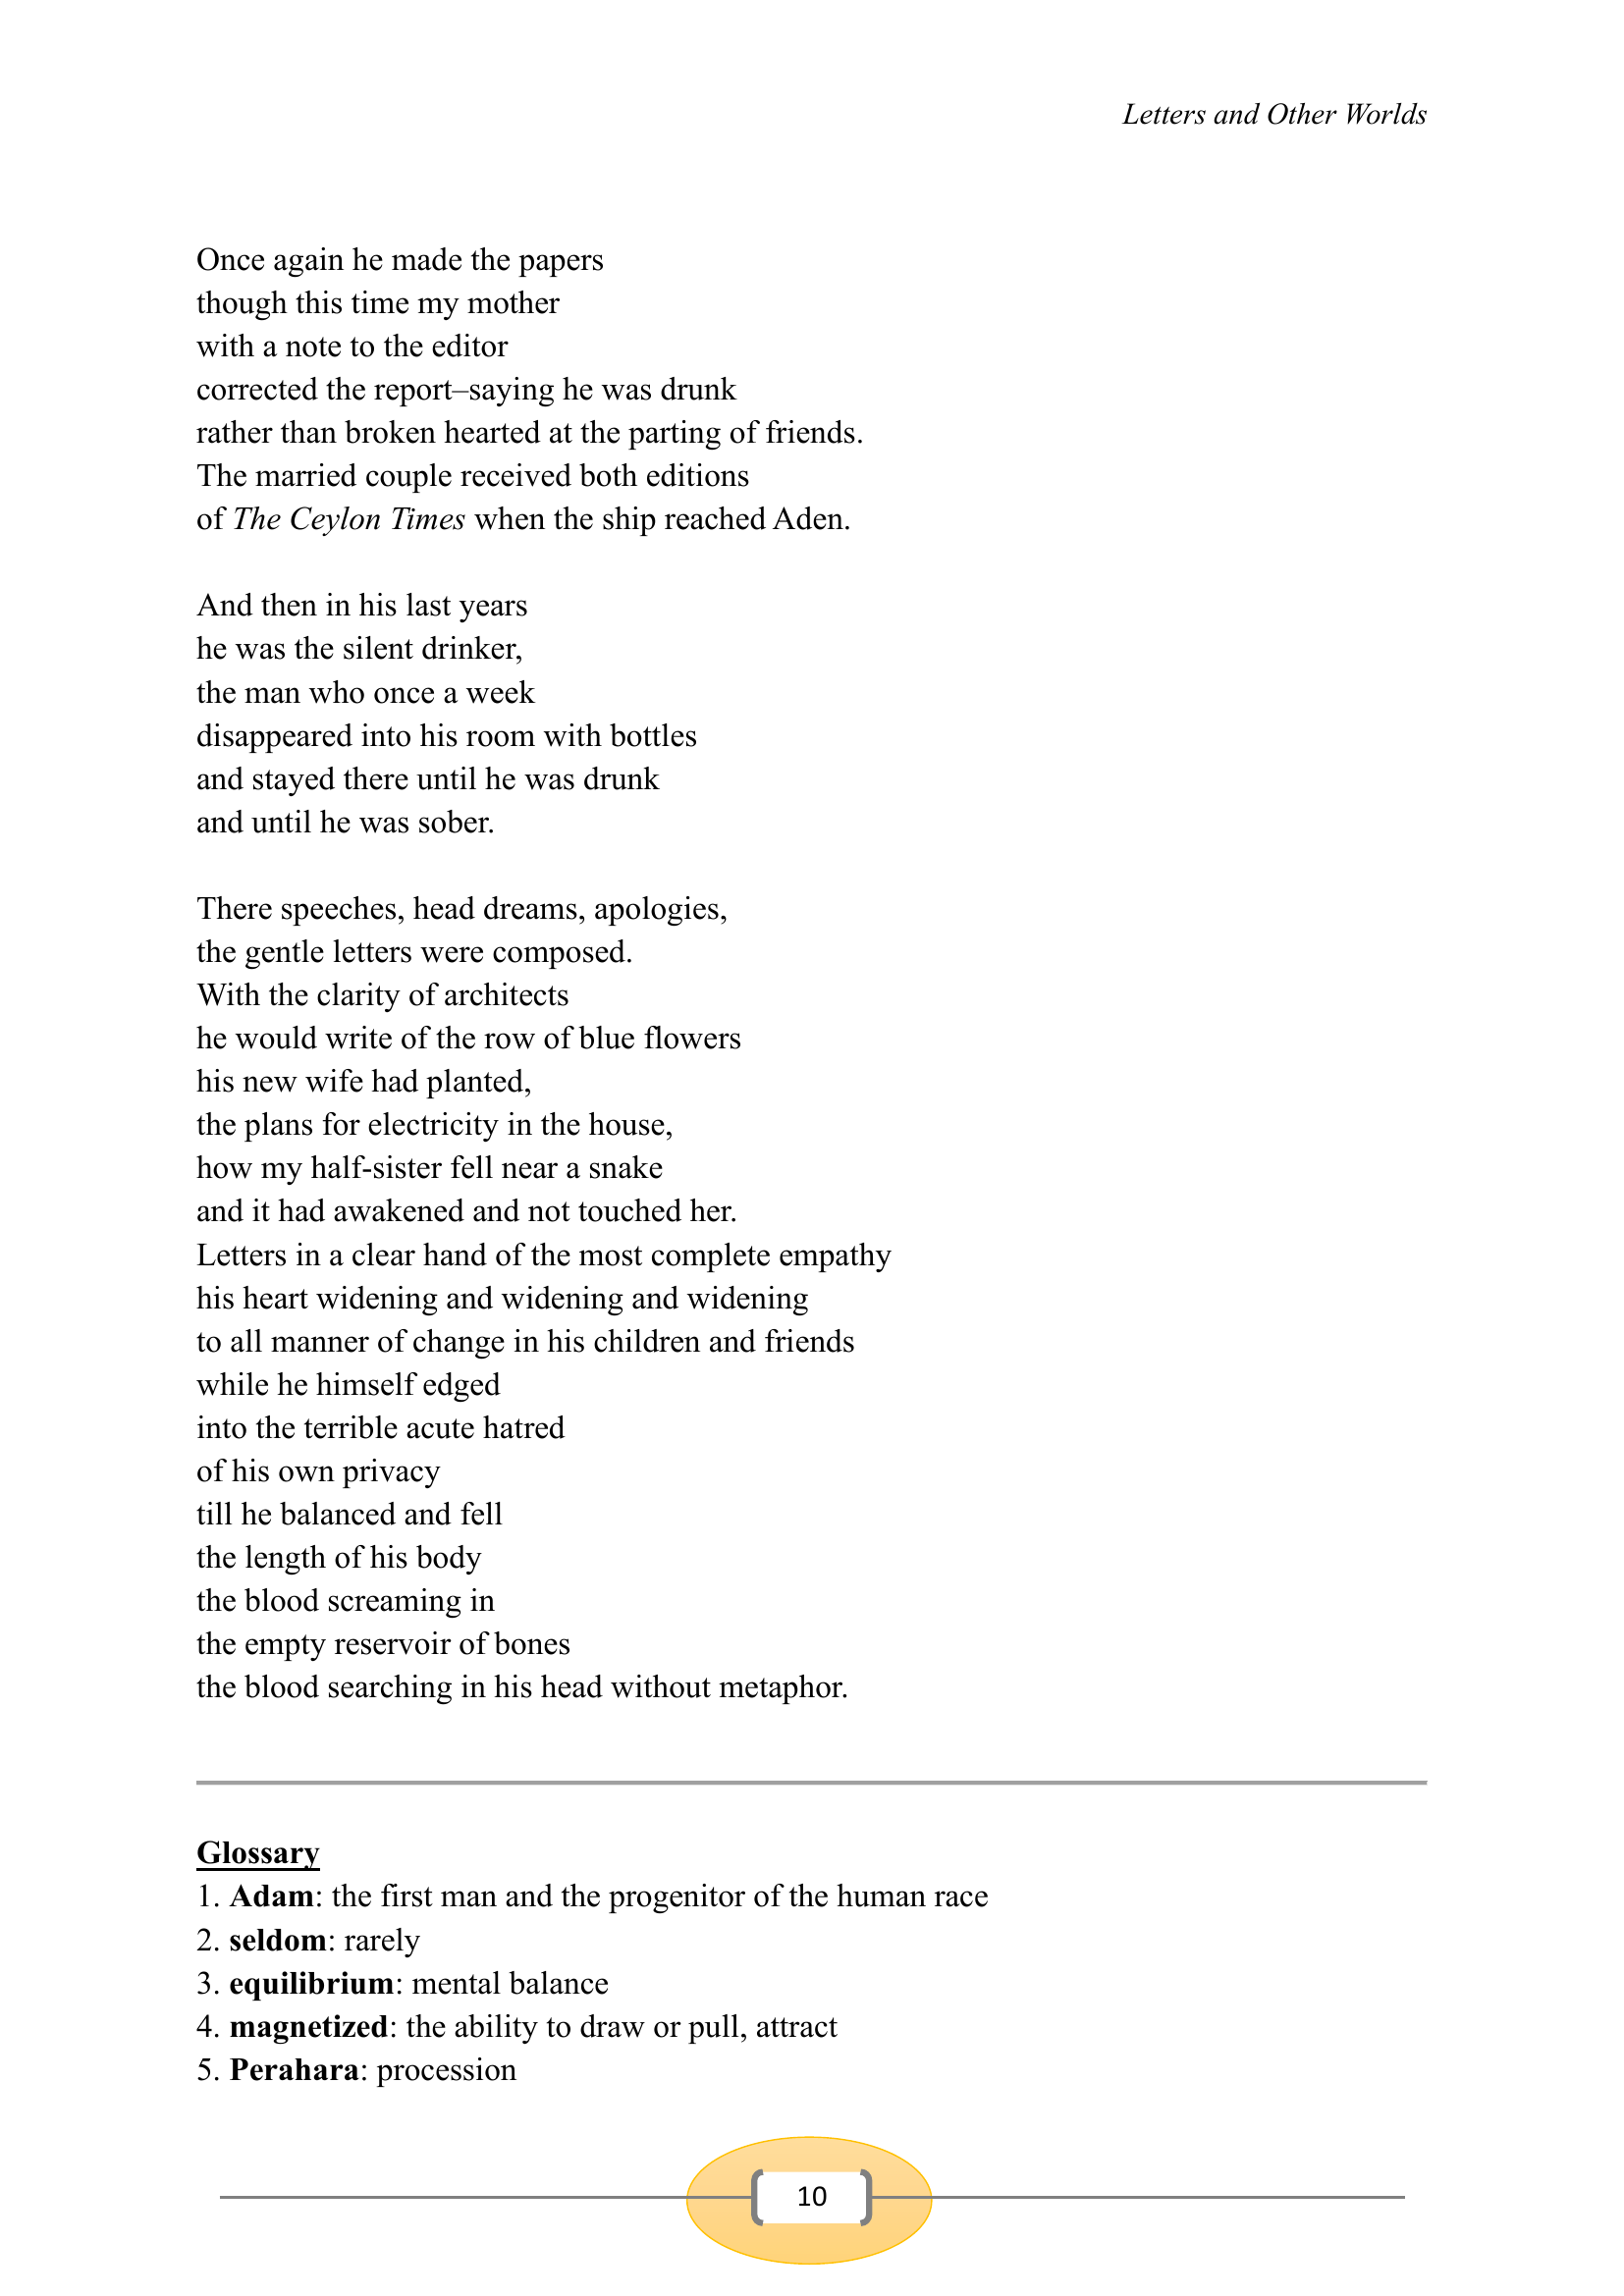 Letters and Other Worlds
Once again he made the papers
though this time my mother
with a note to the editor
corrected the report–saying he was drunk
rather than broken hearted at the parting of friends.
The married couple received both editions
of The Ceylon Times when the ship reached Aden.
And then in his last years
he was the silent drinker,
the man who once a week
disappeared into his room with bottles
and stayed there until he was drunk
and until he was sober.
There speeches, head dreams, apologies,
the gentle letters were composed.
With the clarity of architects
he would write of the row of blue flowers
his new wife had planted,
the plans for electricity in the house,
how my half-sister fell near a snake
and it had awakened and not touched her.
Letters in a clear hand of the most complete empathy
his heart widening and widening and widening
to all manner of change in his children and friends
while he himself edged
into the terrible acute hatred
of his own privacy
till he balanced and fell
the length of his body
the blood screaming in
the empty reservoir of bones
the blood searching in his head without metaphor.
Glossary
1. Adam: the first man and the progenitor of the human race
2. seldom: rarely
3. equilibrium: mental balance
4. magnetized: the ability to draw or pull, attract
5. Perahara: procession
10